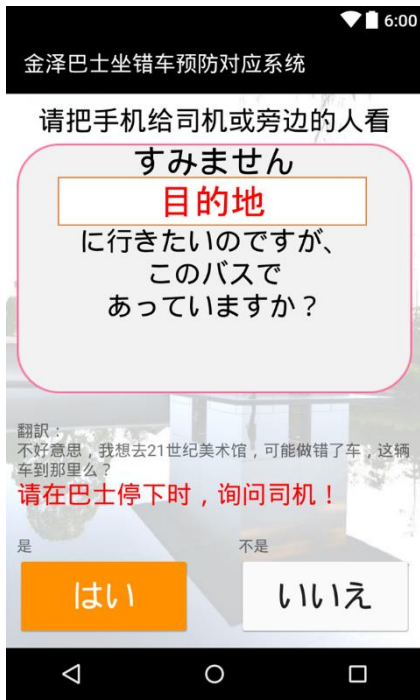 6:00
金泽巴士坐错车预防对应系统
请把手机给司机或旁边的人看
すみません
目的地
に行きたいのですが、
このバスで
あっていますか？
翻訳：
不好意思，我想去21世纪美术馆，可能做错了车，这辆
车到那里么？
请在巴士停下时，询问司机！
是
不是
はい
いいえ